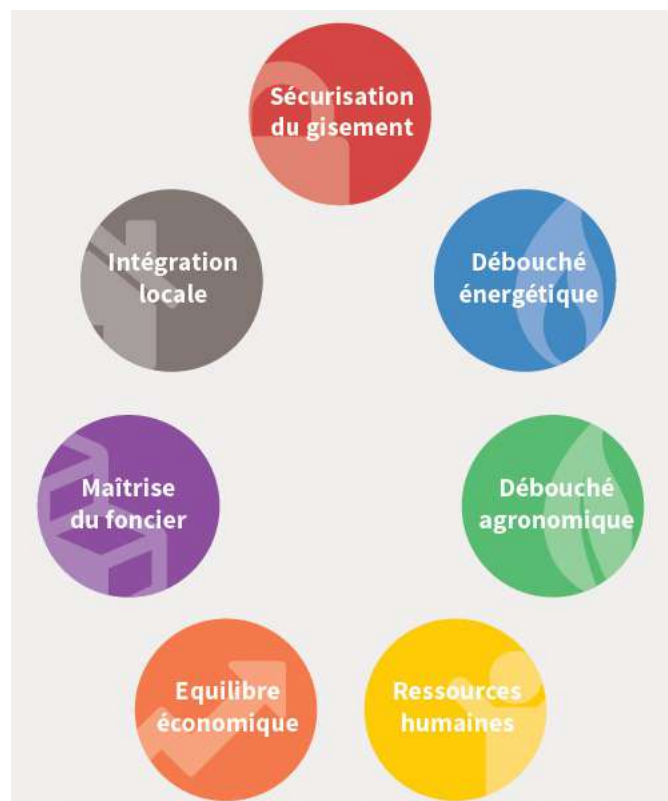 Sécurisation
du gisement
Intégration
locale
Débouché
énergétique
Maîtrise
du foncier
Débouché
agronomique
Equilibre
économique
Ressources
humaines